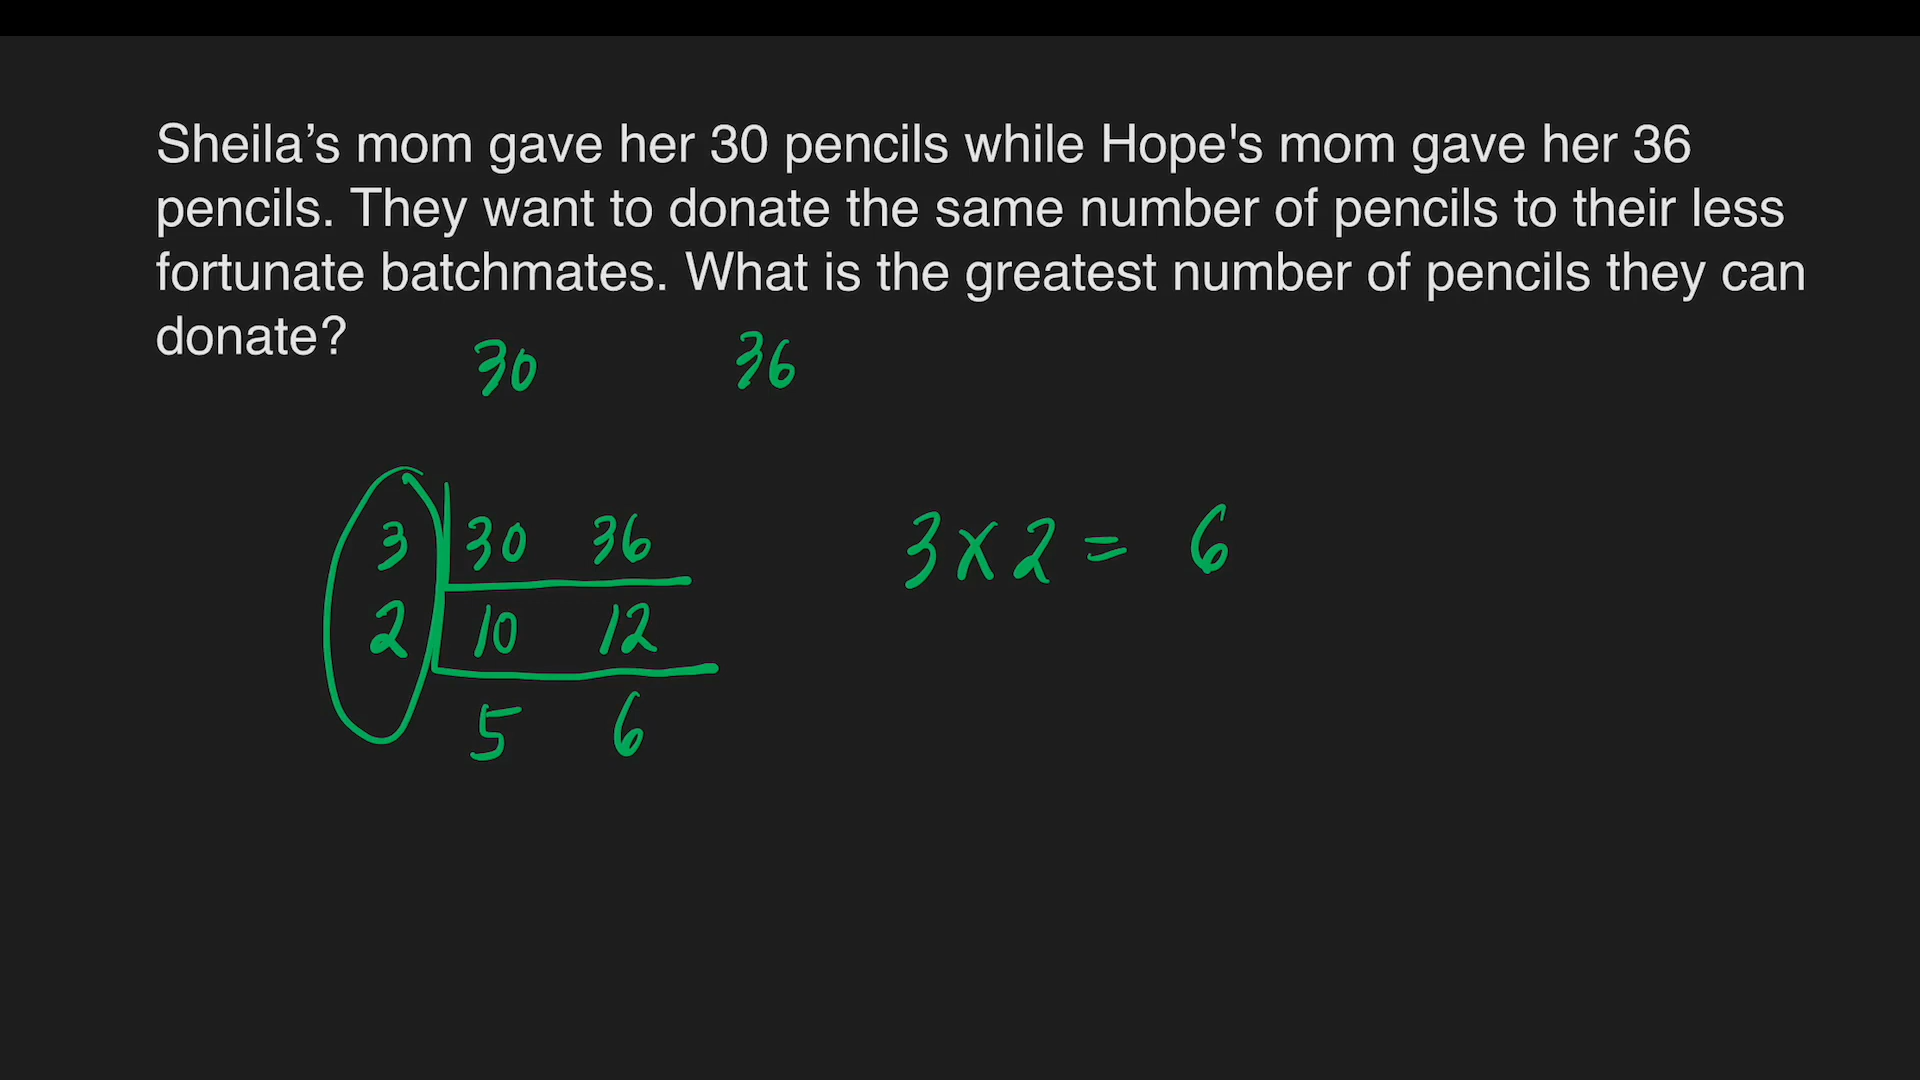 Sheila’s mom gave her 30 pencils while Hope's mom gave her 36
pencils. They want to donate the same number of pencils to their less
fortunate batchmates. What is the greatest number of pencils they can
donate?
30 36
3 30 36
2 10 12
5 6
3 x 2 = 6